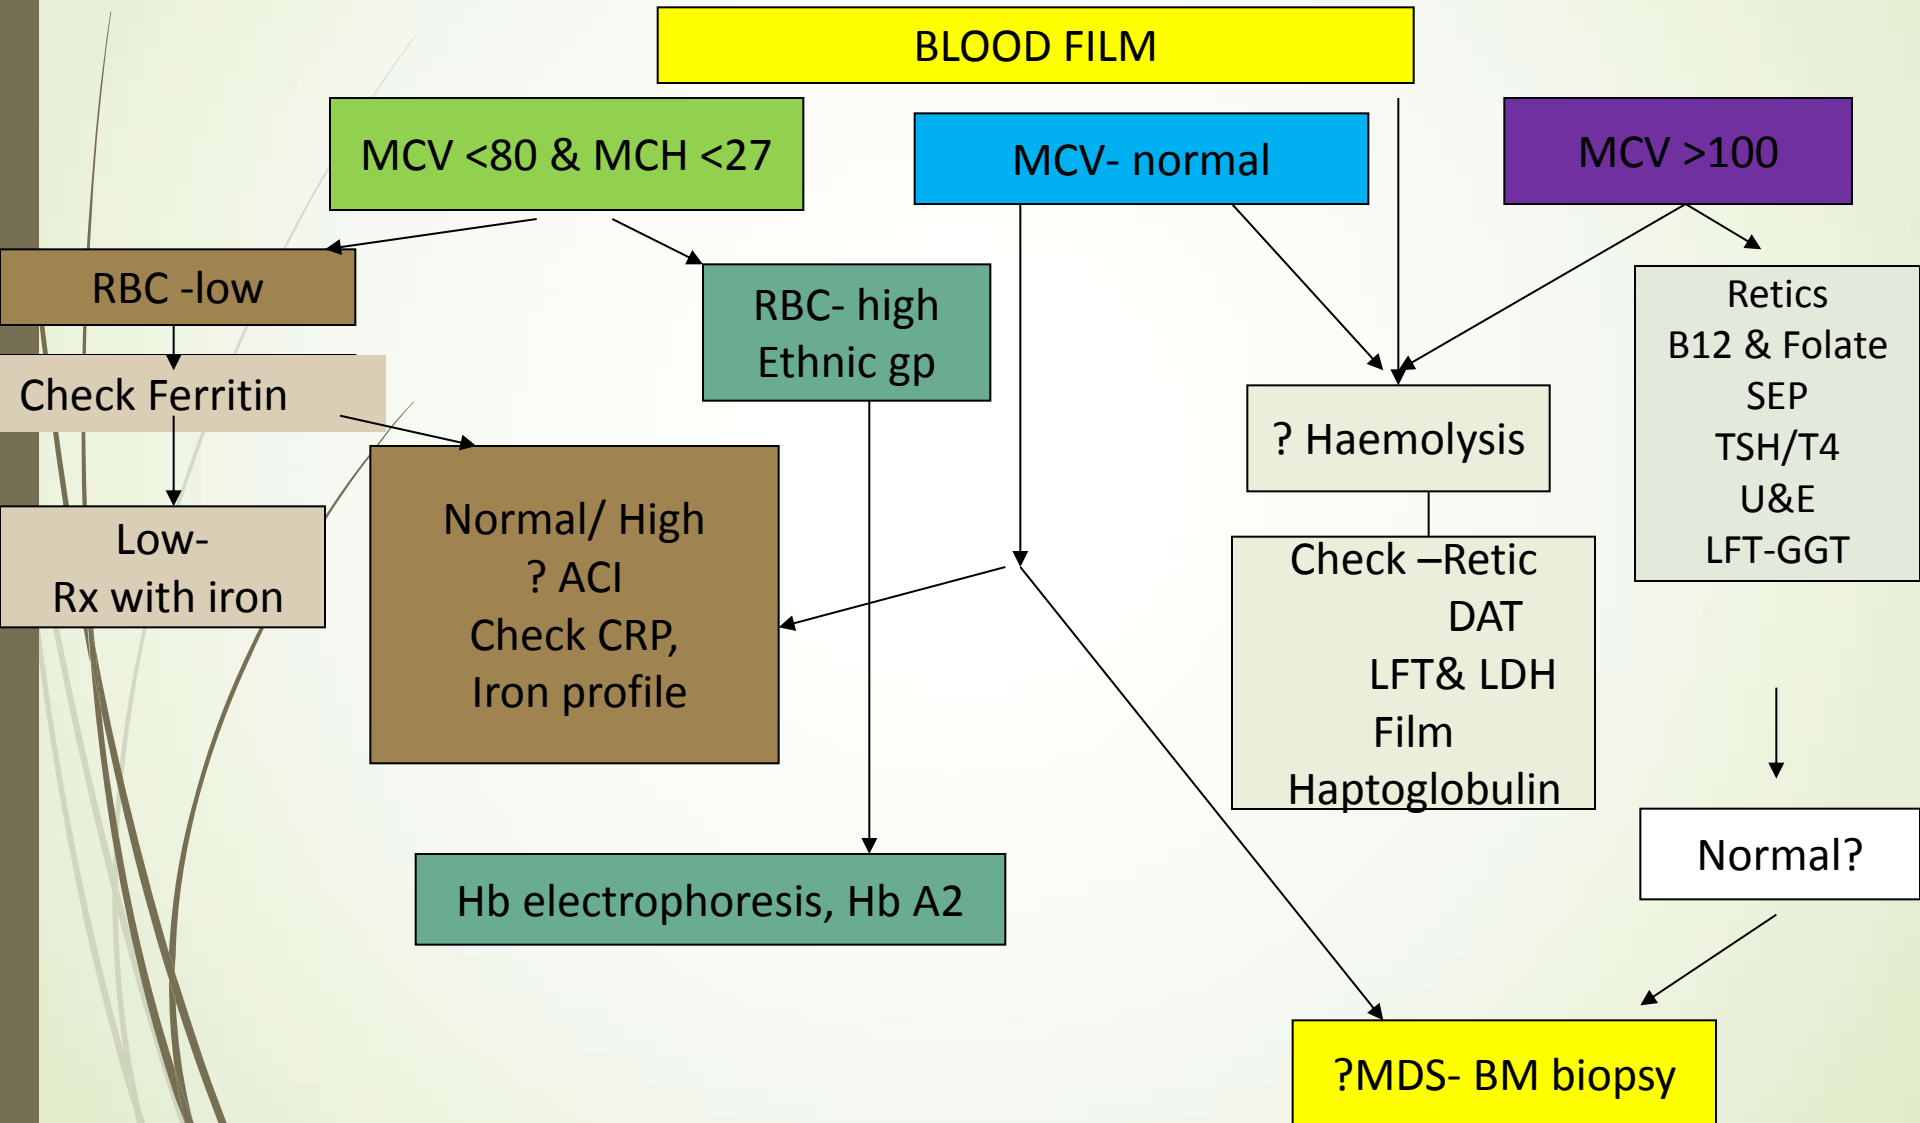 BLOOD FILM
MCV <80 & MCH <27
MCV- normal
MCV >100
RBC -low
RBC- high
Ethnic gp
Check Ferritin
Low-
Rx with iron
Normal/ High
? ACI
Check CRP,
Iron profile
Hb electrophoresis, Hb A2
? Haemolysis
Check –Retic
DAT
LFT& LDH
Film
Haptoglobulin
Retics
B12 & Folate
SEP
TSH/T4
U&E
LFT-GGT
Normal?
?MDS- BM biopsy